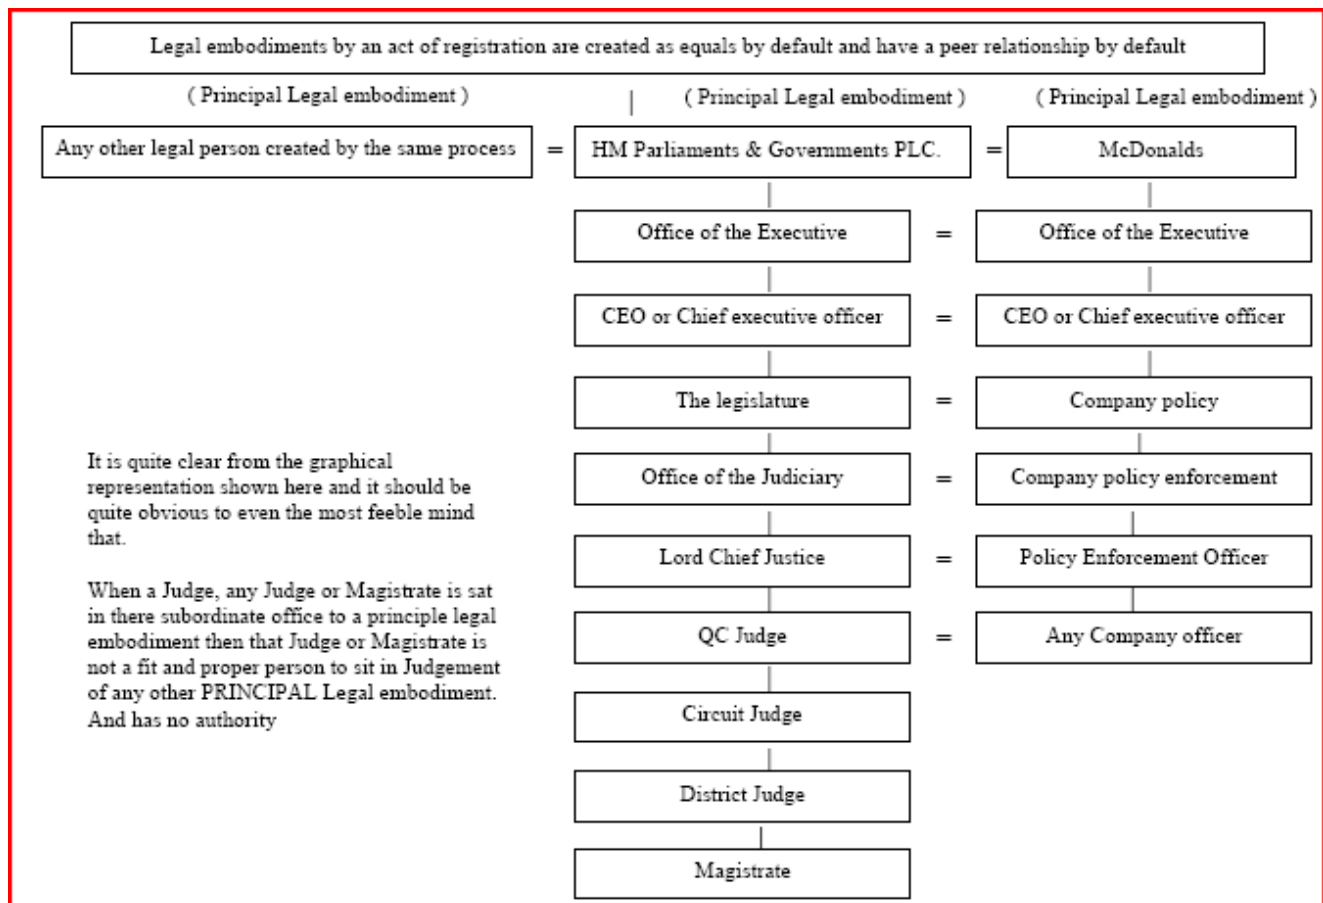 Legal embodiments by an act of registration are created as equals by default and have a peer relationship by default
( Principal Legal embodiment )
( Principal Legal embodiment )
( Principal Legal embodiment )
Any other legal person created by the same process
=
HM Parliaments & Governments PLC.
=
McDonalds
Office of the Executive
=
Office of the Executive
CEO or Chief executive officer
=
CEO or Chief executive officer
The legislature
=
Company policy
Office of the Judiciary
=
Company policy enforcement
Lord Chief Justice
=
Policy Enforcement Officer
QC Judge
=
Any Company officer
Circuit Judge
District Judge
Magistrate
It is quite clear from the graphical
representation shown here and it should be
quite obvious to even the most feeble mind
that.
When a Judge, any Judge or Magistrate is sat
in there subordinate office to a principle legal
embodiment then that Judge or Magistrate is
not a fit and proper person to sit in Judgement
of any other PRINCIPAL Legal embodiment.
And has no authority